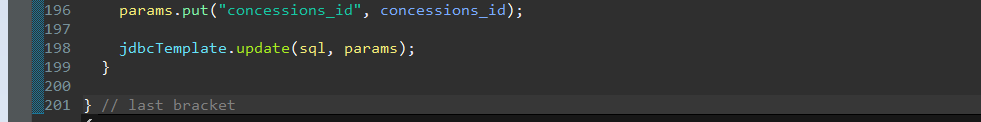 196 params.put("concessions_id", concessions_id);
197
198 jdbcTemplate.update(sql, params);
199 }
200
201 } // last bracket